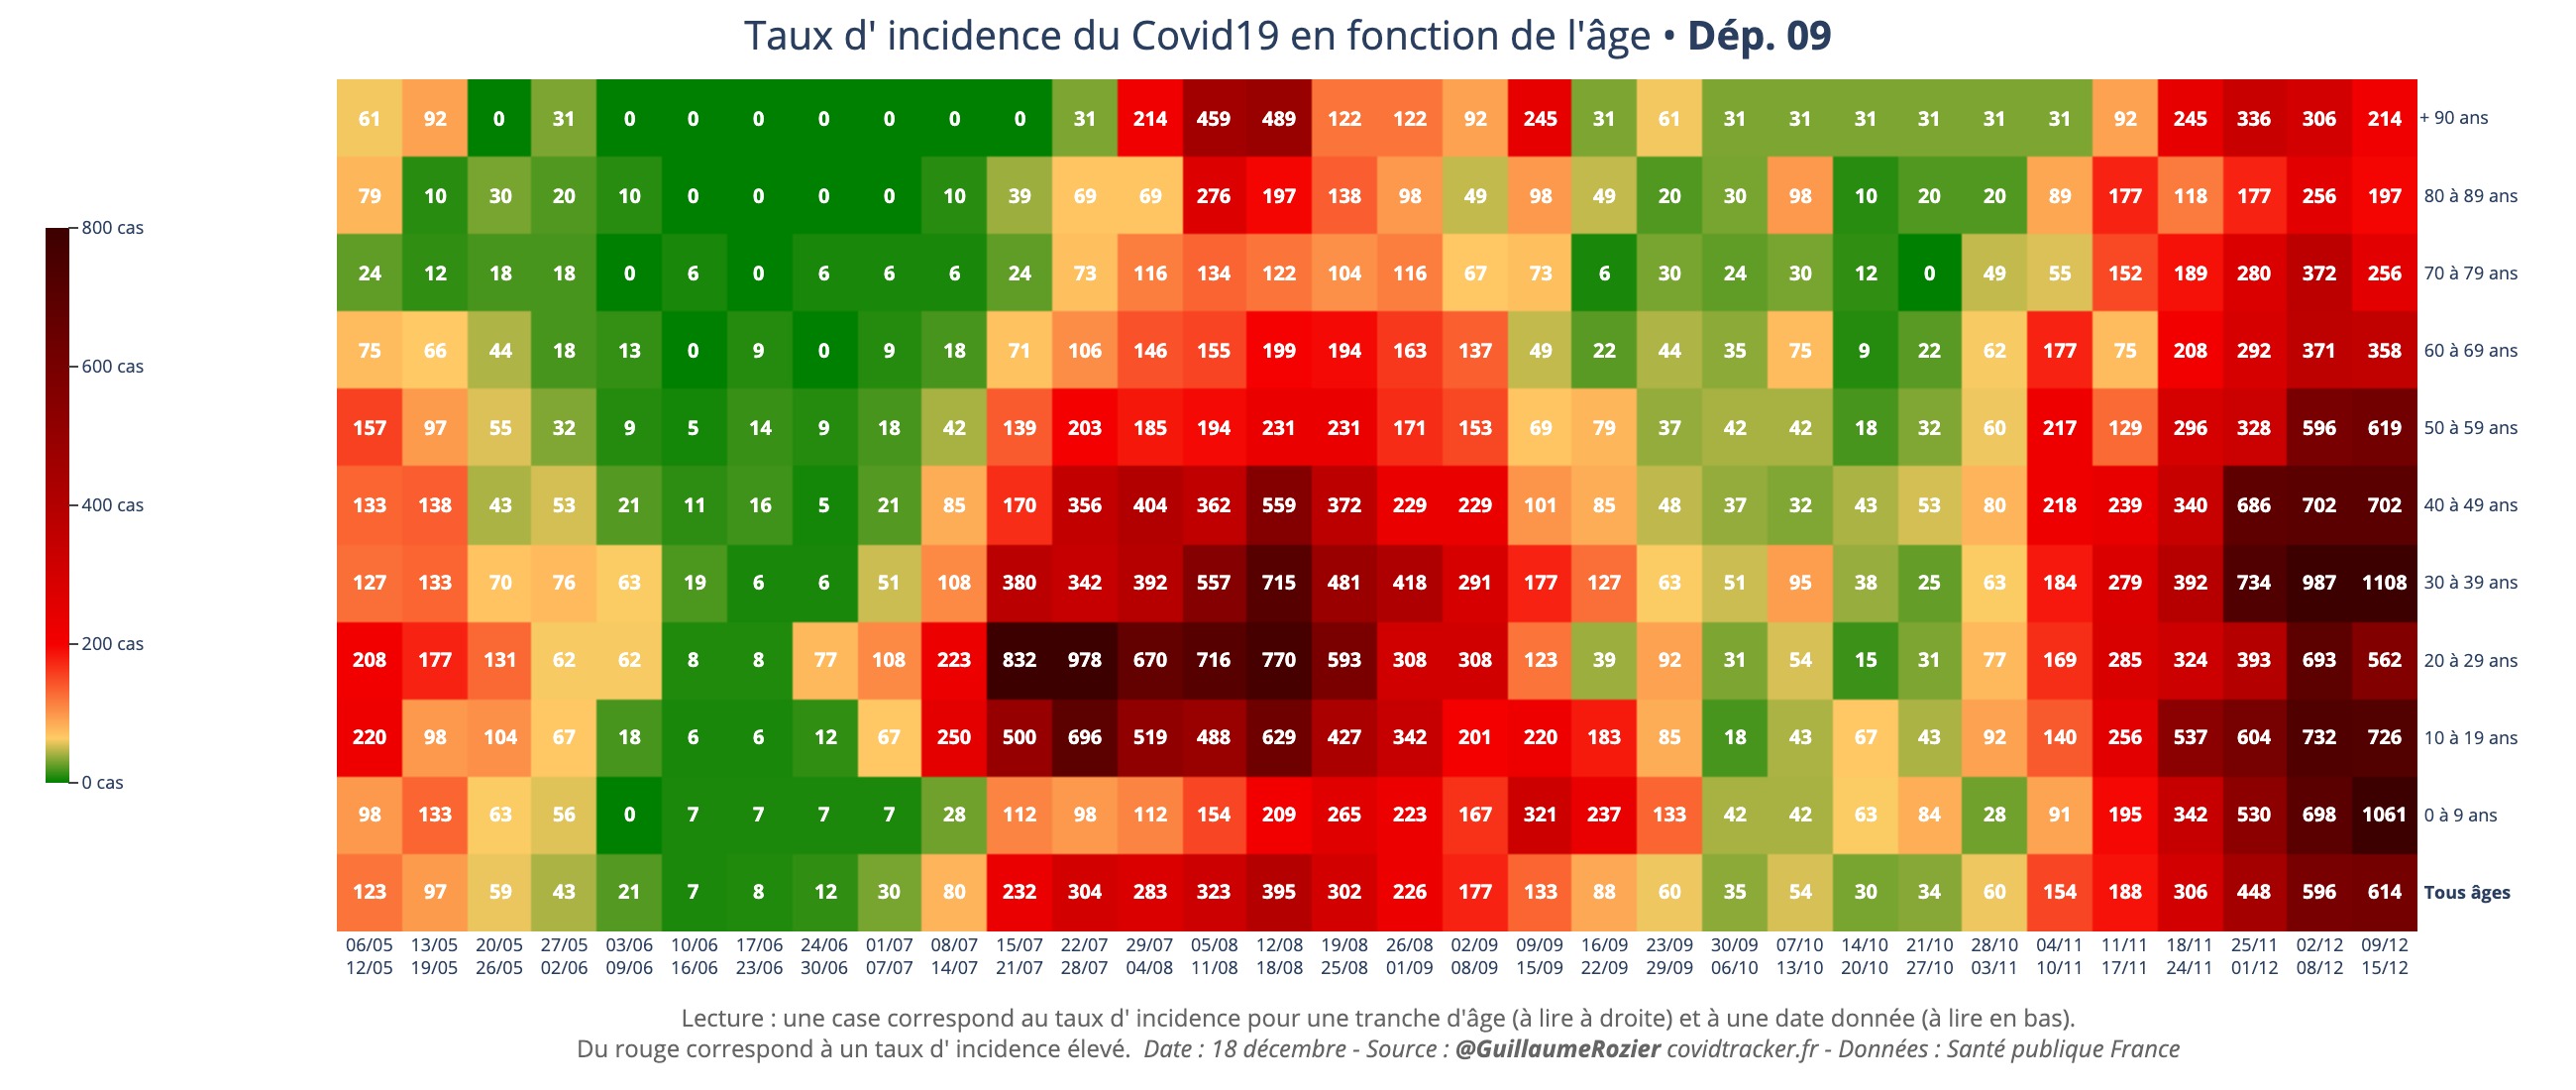 Taux d' incidence du Covid19 en fonction de l'âge • Dép. 09
800 cas
600 cas
400 cas
200 cas
0 cas
61 92 0 31 0 0 0 0 0 0 0 31 214 459 489 122 122 92 245 31 61 31 31 31 31 31 31 92 245 336 306 214 + 90 ans
79 10 30 20 10 0 0 0 0 10 39 69 69 276 197 138 98 49 98 49 20 30 98 10 20 20 89 177 118 177 256 197 80 à 89 ans
24 12 18 18 0 6 0 6 6 6 24 73 116 134 122 104 116 67 73 6 30 24 30 12 0 49 55 152 189 280 372 256 70 à 79 ans
75 66 44 18 13 0 9 0 9 18 71 106 146 155 199 194 163 137 49 22 44 35 75 9 22 62 177 75 208 292 371 358 60 à 69 ans
157 97 55 32 9 5 14 9 18 42 139 203 185 194 231 231 171 153 69 79 37 42 42 18 32 60 217 129 296 328 596 619 50 à 59 ans
133 138 43 53 21 11 16 5 21 85 170 356 404 362 559 372 229 229 101 85 48 37 32 43 53 80 218 239 340 686 702 702 40 à 49 ans
127 133 70 76 63 19 6 6 51 108 380 342 392 557 715 481 418 291 177 127 63 51 95 38 25 63 184 279 392 734 987 1108 30 à 39 ans
208 177 131 62 62 8 8 77 108 223 832 978 670 716 770 593 308 308 123 39 92 31 54 15 31 77 169 285 324 393 693 562 20 à 29 ans
220 98 104 67 18 6 6 12 67 250 500 696 519 488 629 427 342 201 220 183 85 18 43 67 43 92 140 256 537 604 732 726 10 à 19 ans
98 133 63 56 0 7 7 7 7 28 112 98 112 154 209 265 223 167 321 237 133 42 42 63 84 28 91 195 342 530 698 1061 0 à 9 ans
123 97 59 43 21 7 8 12 30 80 232 304 283 323 395 302 226 177 133 88 60 35 54 30 34 60 154 188 306 448 596 614 Tous âges
06/05 13/05 20/05 27/05 03/06 10/06 17/06 24/06 01/07 08/07 15/07 22/07 29/07 05/08 12/08 19/08 26/08 02/09 09/09 16/09 23/09 30/09 07/10 14/10 21/10 28/10 04/11 11/11 18/11 25/11 02/12 09/12
12/05 19/05 26/05 02/06 09/06 16/06 23/06 30/06 07/07 14/07 21/07 28/07 04/08 11/08 18/08 25/08 01/09 08/09 15/09 22/09 29/09 06/10 13/10 20/10 27/10 03/11 10/11 17/11 24/11 01/12 08/12 15/12
Lecture : une case correspond au taux d' incidence pour une tranche d'âge (à lire à droite) et à une date donnée (à lire en bas).
Du rouge correspond à un taux d' incidence élevé. Date : 18 décembre - Source : @GuillaumeRozier covidtracker.fr - Données : Santé publique France